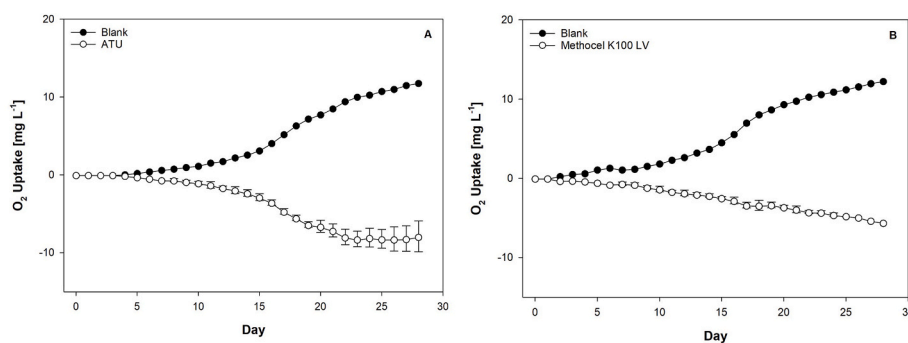 20
Blank
ATU
A
10
0
-10
O₂ Uptake [mg L⁻¹]
0 5 10 15 20 25 30
Day
20
Blank
Methocel K100 LV
B
10
0
-10
O₂ Uptake [mg L⁻¹]
0 5 10 15 20 25 30
Day